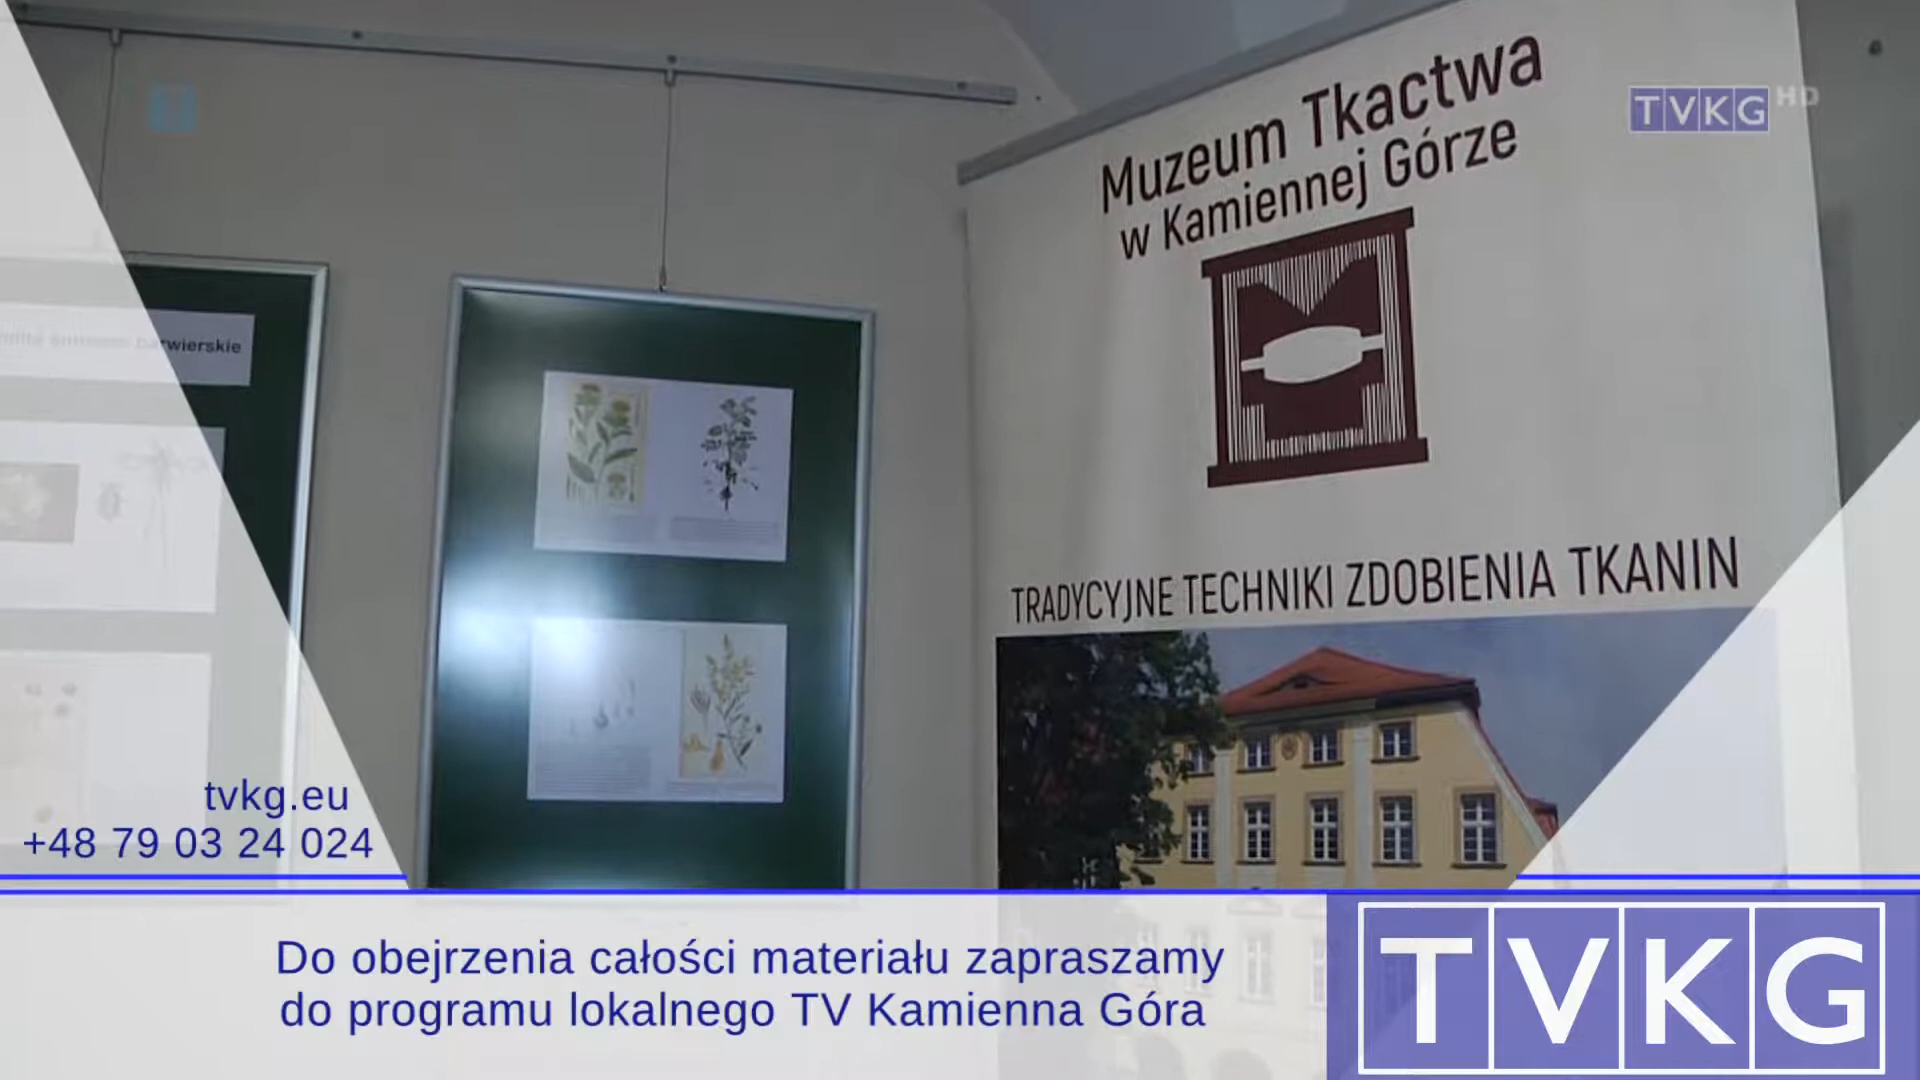 Muzeum Tkactwa
w Kamiennej Górze
TVKG HD
barwierskie
TRADYCYJNE TECHNIKI ZDOBIENIA TKANIN
tvkg.eu
+48 79 03 24 024
Do obejrzenia całości materiału zapraszamy
do programu lokalnego TV Kamienna Góra
TVKG